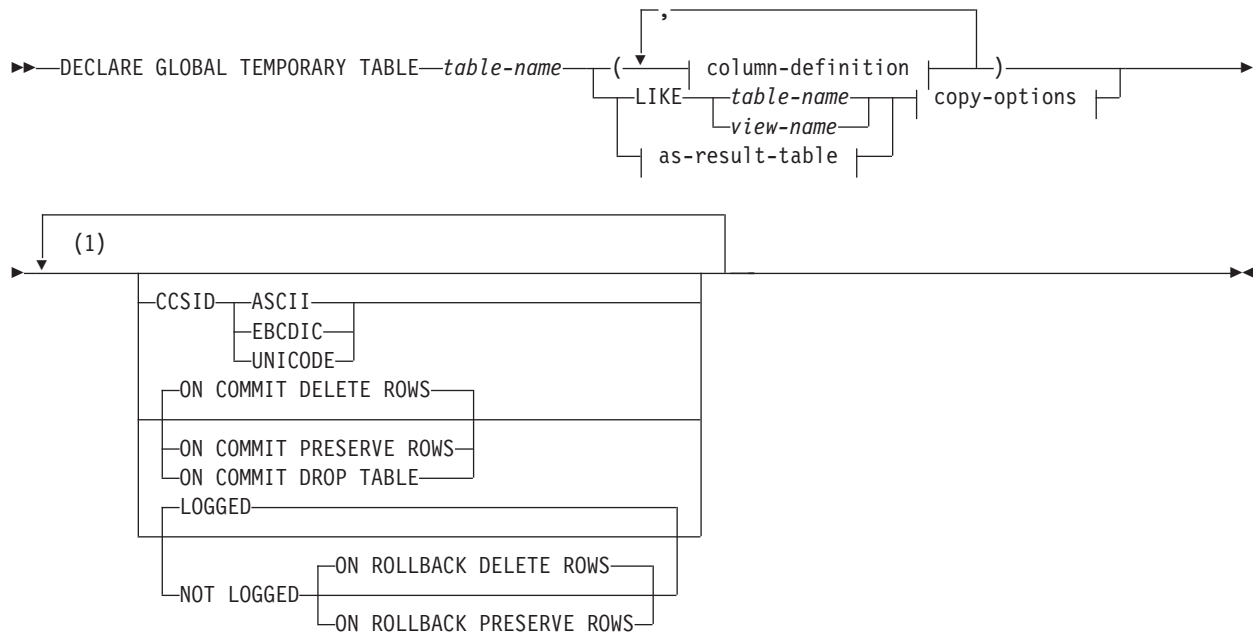 ,
DECLARE GLOBAL TEMPORARY TABLE table-name ( column-definition )
LIKE table-name copy-options
view-name
as-result-table
(1)
CCSID ASCII
EBCDIC
UNICODE
ON COMMIT DELETE ROWS
ON COMMIT PRESERVE ROWS
ON COMMIT DROP TABLE
LOGGED
ON ROLLBACK DELETE ROWS
NOT LOGGED
ON ROLLBACK PRESERVE ROWS